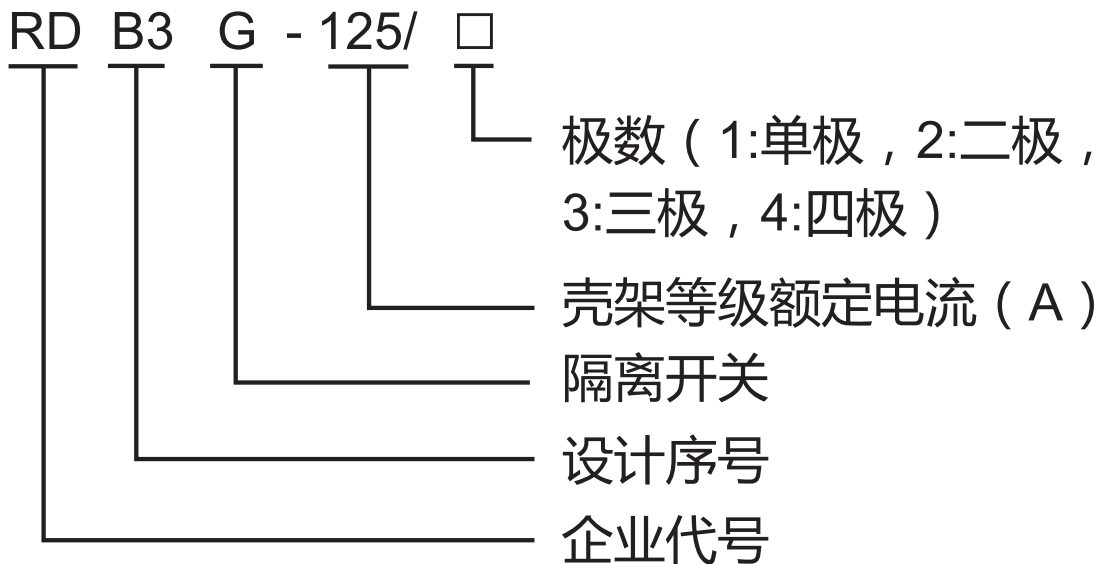 RD B3 G - 125/ □
极数（1:单极，2:二极，
3:三极，4:四极）
壳架等级额定电流（A）
隔离开关
设计序号
企业代号